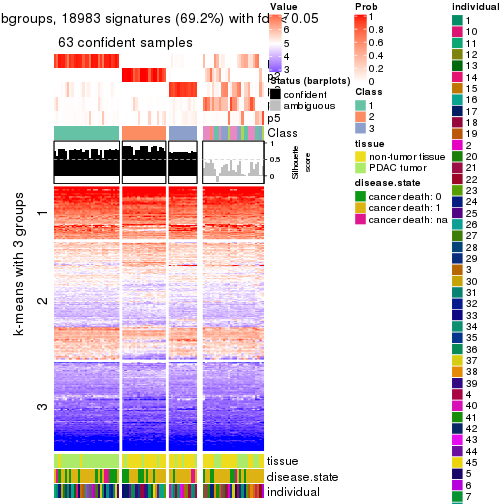 bgroups, 18983 signatures (69.2%) with fd
0.05
63 confident samples
p5
Class
1
0.5
0
Silhouette
score
k-means with 3 groups
1
2
3
tissue
disease.state
individual
Value
6
5
4
3
Status (barplots)
confident
ambiguous
Prob
1
0.8
0.6
0.4
0.2
0
Class
1
2
3
tissue
non-tumor tissue
PDAC tumor
disease.state
cancer death: 0
cancer death: 1
cancer death: na
individual
1
10
11
12
13
14
15
16
17
18
19
2
20
21
22
23
24
25
26
27
28
29
3
30
31
32
33
34
35
36
37
38
39
4
40
41
42
43
44
45
5
6
7